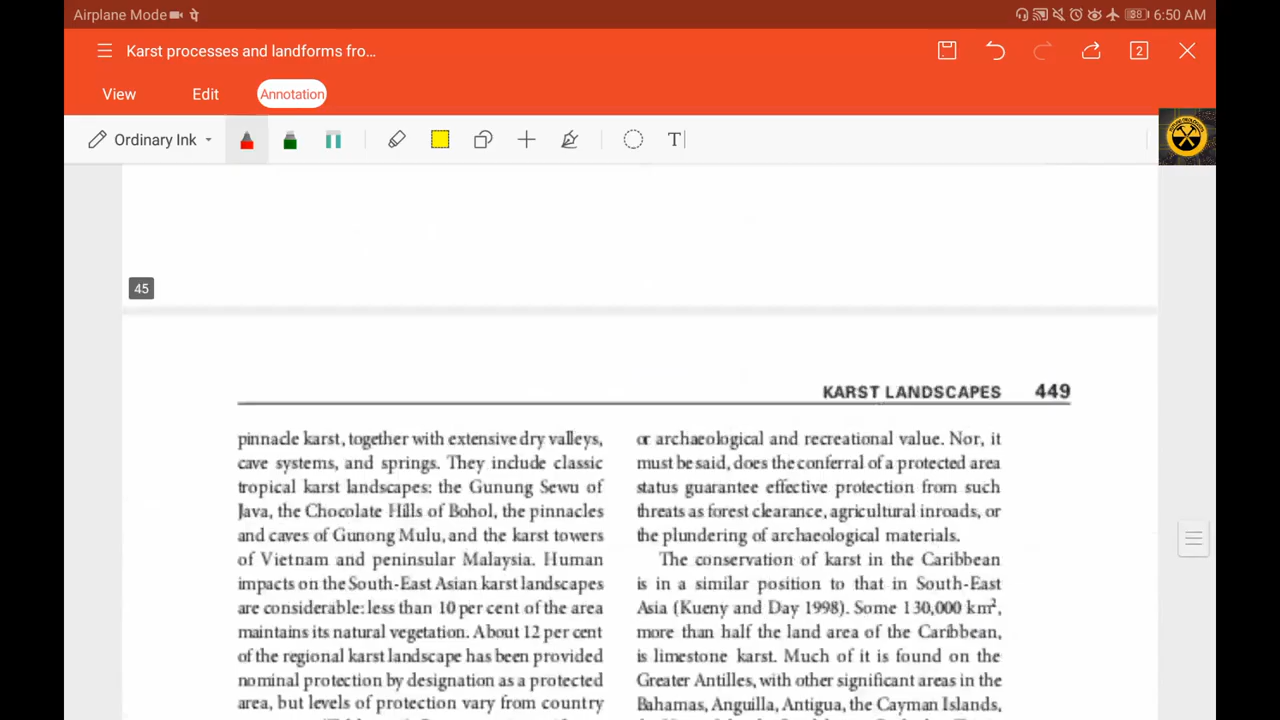 Airplane Mode
38
6:50 AM
Karst processes and landforms fro...
2
View
Edit
Annotation
Ordinary Ink
T
45
KARST LANDSCAPES 449
pinnacle karst, together with extensive dry valleys,
cave systems, and springs. They include classic
tropical karst landscapes: the Gunung Sewu of
Java, the Chocolate Hills of Bohol, the pinnacles
and caves of Gunong Mulu, and the karst towers
of Vietnam and peninsular Malaysia. Human
impacts on the South-East Asian karst landscapes
are considerable: less than 10 per cent of the area
maintains its natural vegetation. About 12 per cent
of the regional karst landscape has been provided
nominal protection by designation as a protected
area, but levels of protection vary from country
or archaeological and recreational value. Nor, it
must be said, does the conferral of a protected area
status guarantee effective protection from such
threats as forest clearance, agricultural inroads, or
the plundering of archaeological materials.
The conservation of karst in the Caribbean
is in a similar position to that in South-East
Asia (Kueny and Day 1998). Some 130,000 km²,
more than half the land area of the Caribbean,
is limestone karst. Much of it is found on the
Greater Antilles, with other significant areas in the
Bahamas, Anguilla, Antigua, the Cayman Islands,